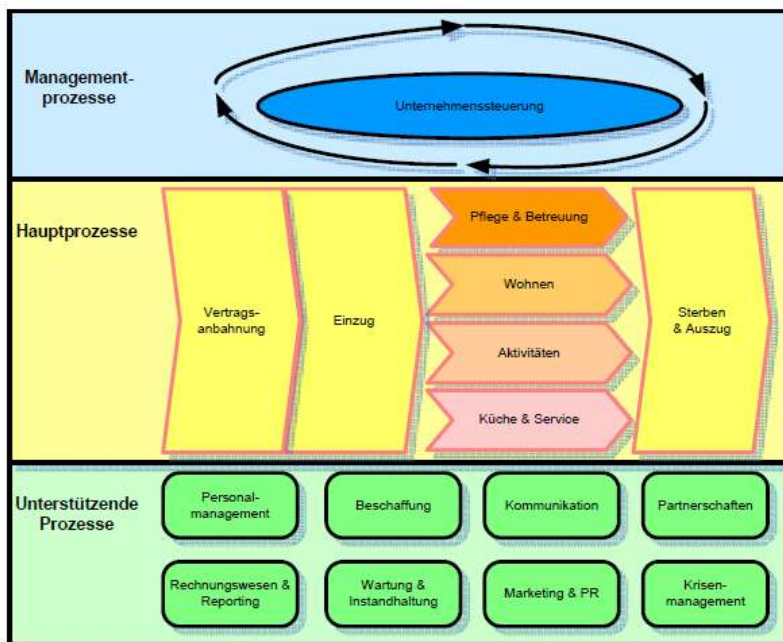 Management-
prozesse
Unternehmenssteuerung
Hauptprozesse
Vertrags-
anbahnung
Einzug
Pflege & Betreuung
Wohnen
Aktivitäten
Küche & Service
Sterben
& Auszug
Unterstützende
Prozesse
Personal-
management
Beschaffung
Kommunikation
Partnerschaften
Rechnungswesen &
Reporting
Wartung &
Instandhaltung
Marketing & PR
Krisen-
management